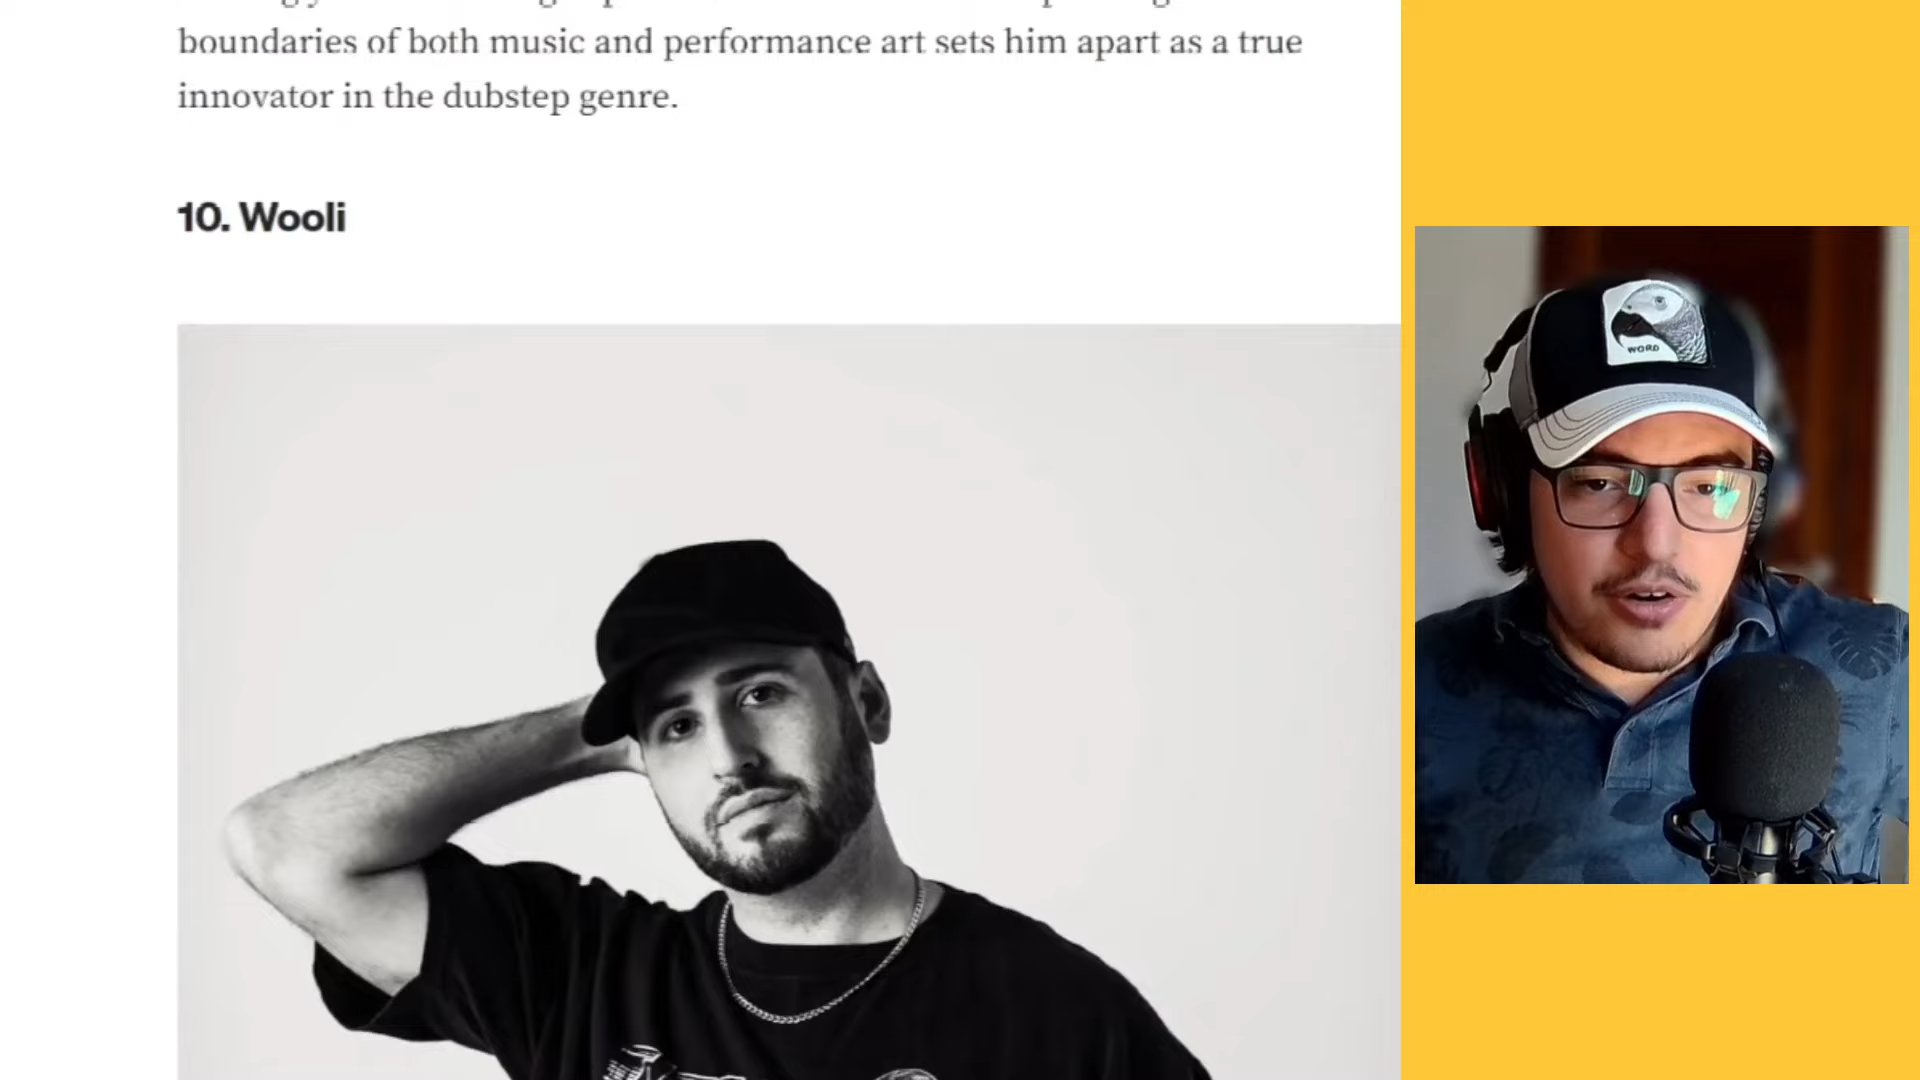 boundaries of both music and performance art sets him apart as a true
innovator in the dubstep genre.
10. Wooli
WORD